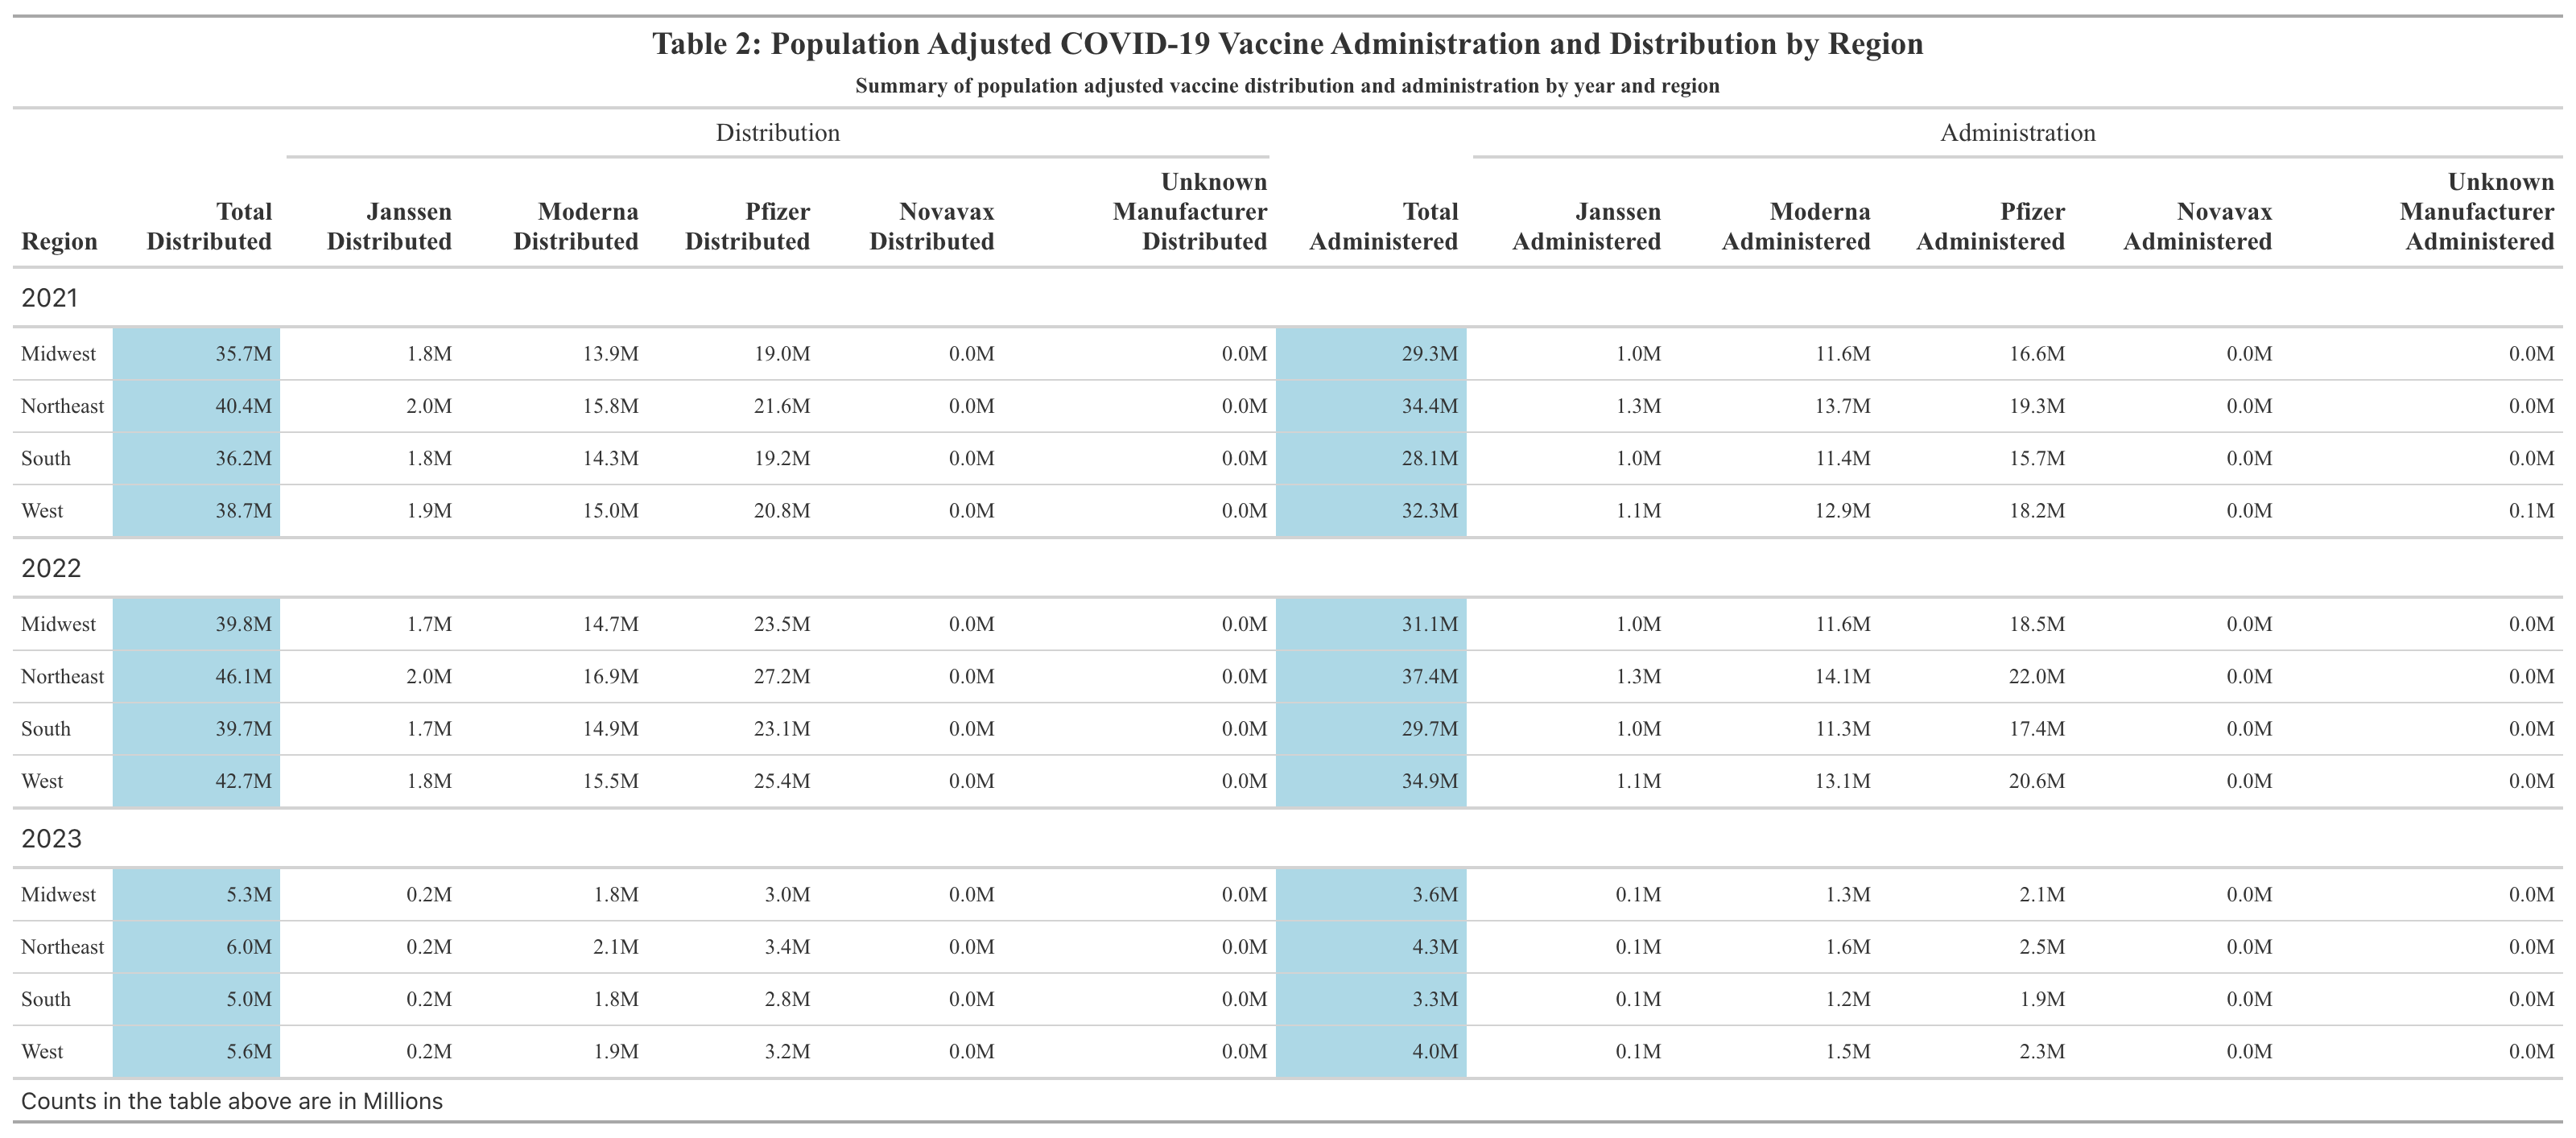 Table 2: Population Adjusted COVID-19 Vaccine Administration and Distribution by Region
Summary of population adjusted vaccine distribution and administration by year and region
Distribution Administration
Region Total Distributed Janssen Distributed Moderna Distributed Pfizer Distributed Novavax Distributed Unknown Manufacturer Distributed Total Administered Janssen Administered Moderna Administered Pfizer Administered Novavax Administered Unknown Manufacturer Administered
2021
Midwest 35.7M 1.8M 13.9M 19.0M 0.0M 0.0M 29.3M 1.0M 11.6M 16.6M 0.0M 0.0M
Northeast 40.4M 2.0M 15.8M 21.6M 0.0M 0.0M 34.4M 1.3M 13.7M 19.3M 0.0M 0.0M
South 36.2M 1.8M 14.3M 19.2M 0.0M 0.0M 28.1M 1.0M 11.4M 15.7M 0.0M 0.0M
West 38.7M 1.9M 15.0M 20.8M 0.0M 0.0M 32.3M 1.1M 12.9M 18.2M 0.0M 0.1M
2022
Midwest 39.8M 1.7M 14.7M 23.5M 0.0M 0.0M 31.1M 1.0M 11.6M 18.5M 0.0M 0.0M
Northeast 46.1M 2.0M 16.9M 27.2M 0.0M 0.0M 37.4M 1.3M 14.1M 22.0M 0.0M 0.0M
South 39.7M 1.7M 14.9M 23.1M 0.0M 0.0M 29.7M 1.0M 11.3M 17.4M 0.0M 0.0M
West 42.7M 1.8M 15.5M 25.4M 0.0M 0.0M 34.9M 1.1M 13.1M 20.6M 0.0M 0.0M
2023
Midwest 5.3M 0.2M 1.8M 3.0M 0.0M 0.0M 3.6M 0.1M 1.3M 2.1M 0.0M 0.0M
Northeast 6.0M 0.2M 2.1M 3.4M 0.0M 0.0M 4.3M 0.1M 1.6M 2.5M 0.0M 0.0M
South 5.0M 0.2M 1.8M 2.8M 0.0M 0.0M 3.3M 0.1M 1.2M 1.9M 0.0M 0.0M
West 5.6M 0.2M 1.9M 3.2M 0.0M 0.0M 4.0M 0.1M 1.5M 2.3M 0.0M 0.0M
Counts in the table above are in Millions